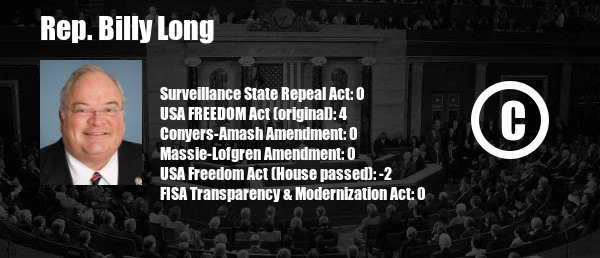 Rep. Billy Long
Surveillance State Repeal Act: 0
USA FREEDOM Act (original): 4
Conyers-Amash Amendment: 0
Massie-Lofgren Amendment: 0
USA Freedom Act (House passed): -2
FISA Transparency & Modernization Act: 0
C